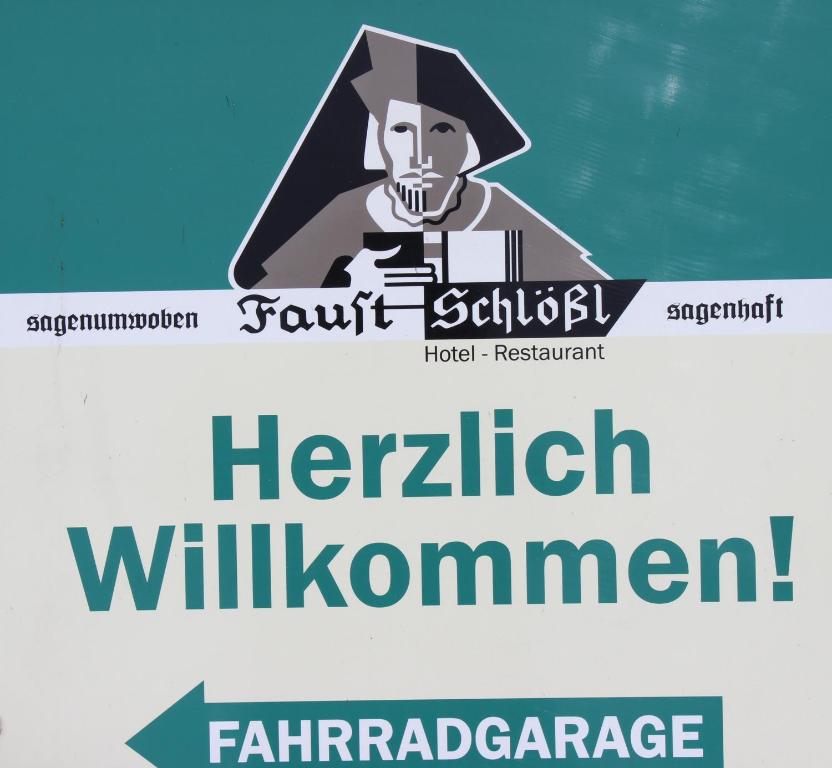 sagenumwoben Fauſt Schlößl sagenhaft
Hotel - Restaurant
Herzlich
Willkommen!
FAHRRADGARAGE